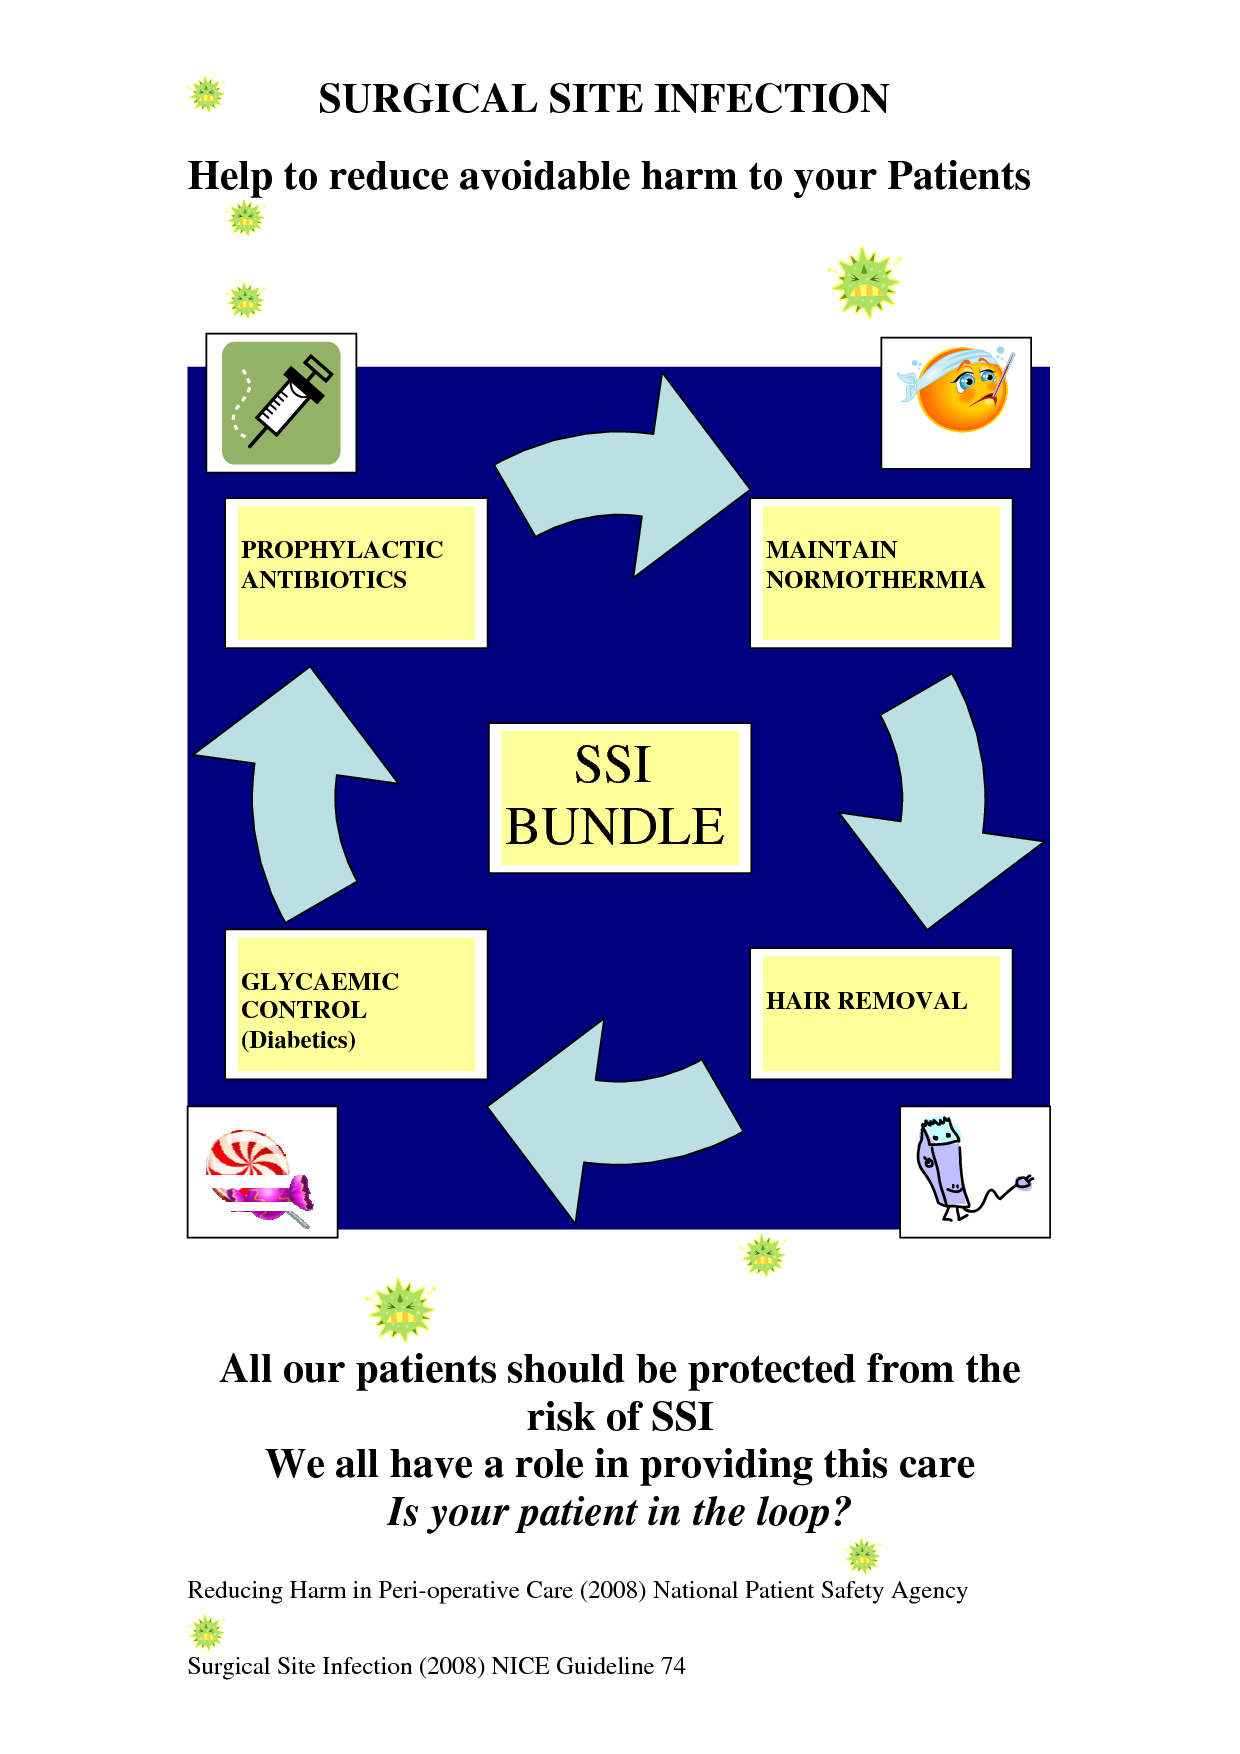 SURGICAL SITE INFECTION
Help to reduce avoidable harm to your Patients
PROPHYLACTIC
ANTIBIOTICS
MAINTAIN
NORMOTHERMIA
SSI
BUNDLE
GLYCAEMIC
CONTROL
(Diabetics)
HAIR REMOVAL
All our patients should be protected from the
risk of SSI
We all have a role in providing this care
Is your patient in the loop?
Reducing Harm in Peri-operative Care (2008) National Patient Safety Agency
Surgical Site Infection (2008) NICE Guideline 74